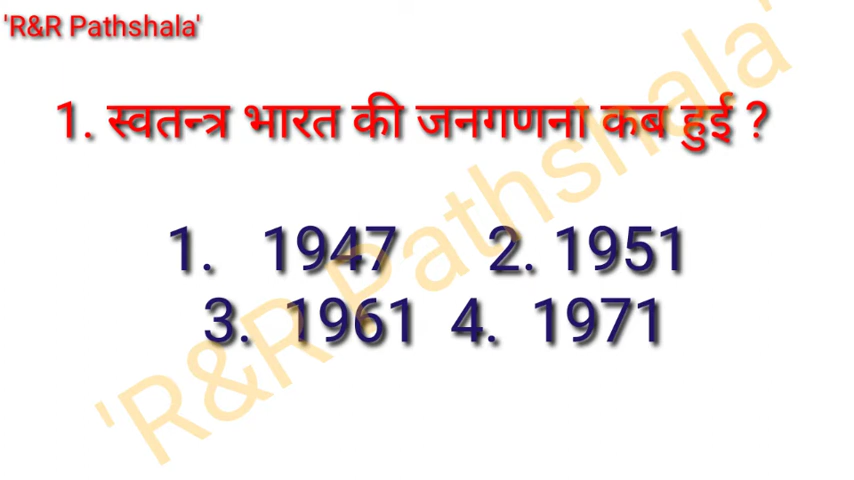 'R&R Pathshala'
1. स्वतन्त्र भारत की जनगणना कब हुई ?
1. 1947 2. 1951
3. 1961 4. 1971
'R&R Pathshala'